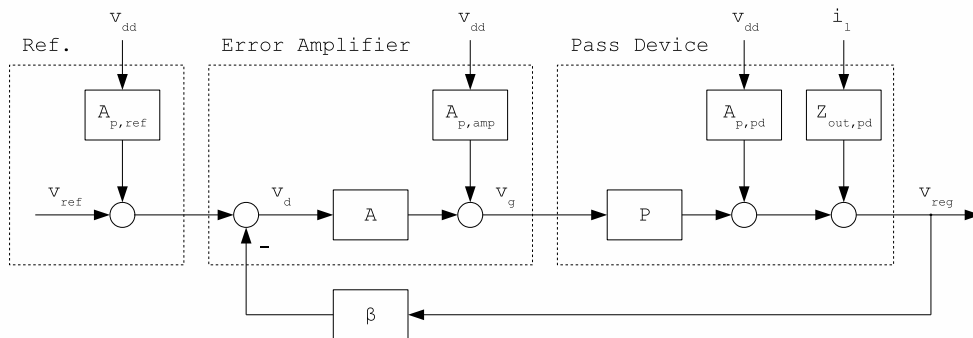 v_dd v_dd v_dd i_l
Ref. Error Amplifier Pass Device
A_p,ref A_p,amp A_p,pd Z_out,pd
v_ref v_d A v_g P v_reg
−
β